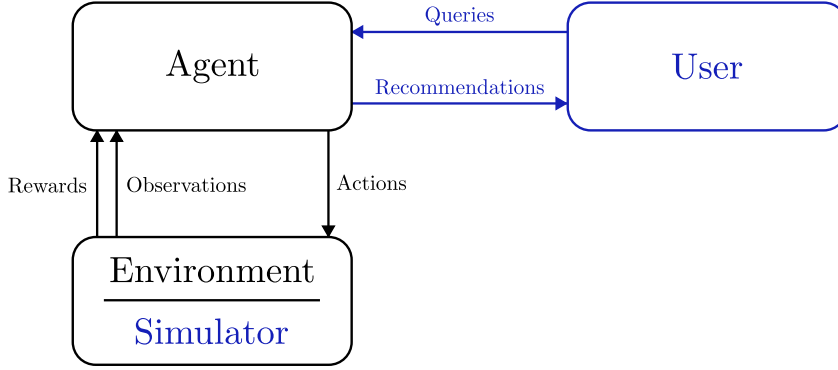 Queries
Agent
User
Recommendations
Rewards
Observations
Actions
Environment
Simulator